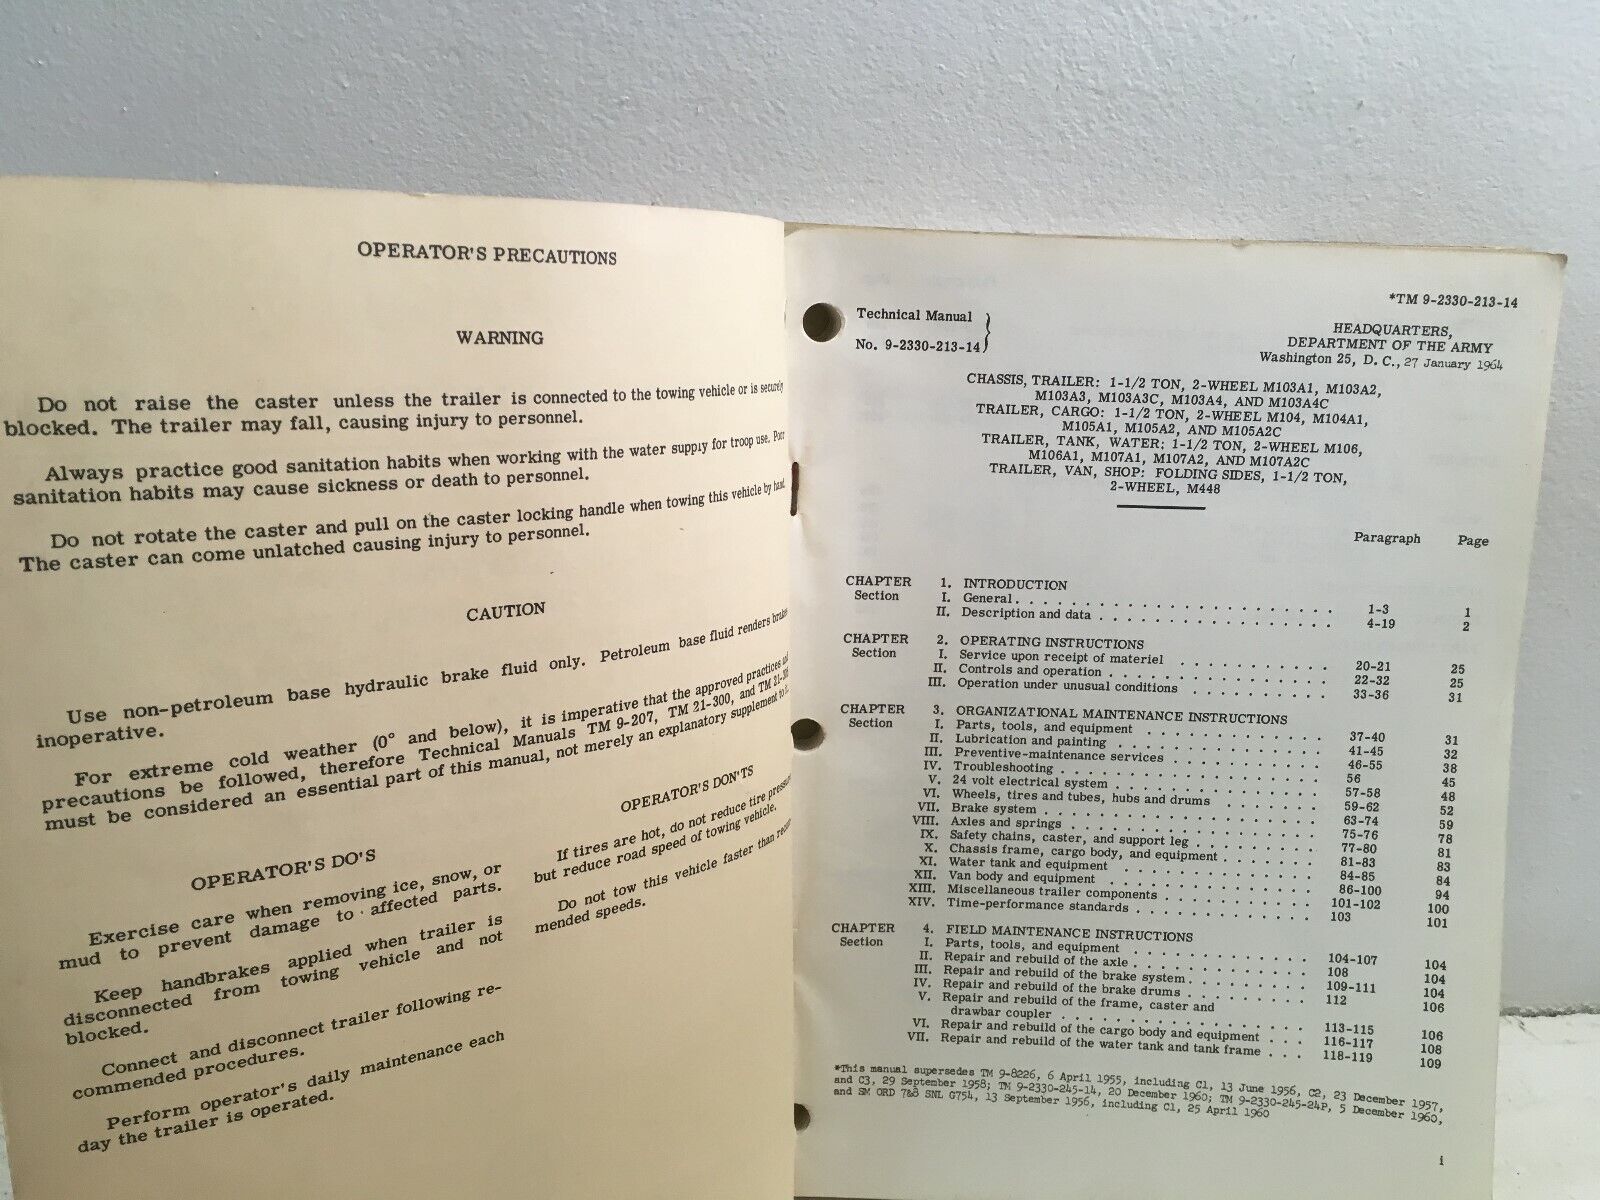 OPERATOR'S PRECAUTIONS
WARNING
Do not raise the caster unless the trailer is connected to the towing vehicle or is securely
blocked. The trailer may fall, causing injury to personnel.
Always practice good sanitation habits when working with the water supply for troop use. Poor
sanitation habits may cause sickness or death to personnel.
Do not rotate the caster and pull on the caster locking handle when towing this vehicle by hand.
The caster can come unlatched causing injury to personnel.
CAUTION
Use non-petroleum base hydraulic brake fluid only. Petroleum base fluid renders brakes
inoperative.
For extreme cold weather (0° and below), it is imperative that the approved practices and
precautions be followed, therefore Technical Manuals TM 9-207, TM 21-300, and TM
must be considered an essential part of this manual, not merely an explanatory supplement to
OPERATOR'S DO'S
Exercise care when removing ice, snow, or
mud to prevent damage to affected parts.
Keep handbrakes applied when trailer is
disconnected from towing vehicle and not
blocked.
Connect and disconnect trailer following re-
commended procedures.
Perform operator's daily maintenance each
day the trailer is operated.
OPERATOR'S DON'TS
If tires are hot, do not reduce tire pressure
but reduce road speed of towing vehicle.
Do not tow this vehicle faster than recom-
mended speeds.
*TM 9-2330-213-14
Technical Manual
No. 9-2330-213-14
HEADQUARTERS,
DEPARTMENT OF THE ARMY
Washington 25, D. C., 27 January 1964
CHASSIS, TRAILER: 1-1/2 TON, 2-WHEEL M103A1, M103A2,
M103A3, M103A3C, M103A4, AND M103A4C
TRAILER, CARGO: 1-1/2 TON, 2-WHEEL M104, M104A1,
M105A1, M105A2, AND M105A2C
TRAILER, TANK, WATER; 1-1/2 TON, 2-WHEEL M106,
M106A1, M107A1, M107A2, AND M107A2C
TRAILER, VAN, SHOP: FOLDING SIDES, 1-1/2 TON,
2-WHEEL, M448
Paragraph Page
CHAPTER 1. INTRODUCTION
Section I. General . . . . . . . . . . 1-3 1
II. Description and data . . . . . . . . . . 4-19 2
CHAPTER 2. OPERATING INSTRUCTIONS
Section I. Service upon receipt of materiel . . . . . . . . . . 20-21 25
II. Controls and operation . . . . . . . . . . 22-32 25
III. Operation under unusual conditions . . . . . . . . . . 33-36 31
CHAPTER 3. ORGANIZATIONAL MAINTENANCE INSTRUCTIONS
Section I. Parts, tools, and equipment . . . . . . . . . . 37-40 31
II. Lubrication and painting . . . . . . . . . . 41-45 32
III. Preventive-maintenance services . . . . . . . . . . 46-55 38
IV. Troubleshooting . . . . . . . . . . 56 45
V. 24 volt electrical system . . . . . . . . . . 57-58 48
VI. Wheels, tires and tubes, hubs and drums . . . . . . . 59-62 52
VII. Brake system . . . . . . . . . . 63-74 59
VIII. Axles and springs . . . . . . . . . . 75-76 78
IX. Safety chains, caster, and support leg . . . . . . . . . . 77-80 81
X. Chassis frame, cargo body, and equipment . . . . . . . 81-83 83
XI. Water tank and equipment . . . . . . . . . . 84-85 84
XII. Van body and equipment . . . . . . . . . . 86-100 94
XIII. Miscellaneous trailer components . . . . . . . . . . 101-102 100
XIV. Time-performance standards . . . . . . . . . . 103 101
CHAPTER 4. FIELD MAINTENANCE INSTRUCTIONS
Section I. Parts, tools, and equipment . . . . . . . . . . 104-107 104
II. Repair and rebuild of the axle . . . . . . . . . . 108 104
III. Repair and rebuild of the brake system . . . . . . . . . . 109-111 104
IV. Repair and rebuild of the brake drums . . . . . . . . . . 112 106
V. Repair and rebuild of the frame, caster and
drawbar coupler . . . . . . . . . . 113-115 106
VI. Repair and rebuild of the cargo body and equipment . . . 116-117 108
VII. Repair and rebuild of the water tank and tank frame . . . 118-119 109
*This manual supersedes TM 9-8226, 6 April 1955, including C1, 13 June 1956, C2, 23 December 1957,
and C3, 29 September 1958; TM 9-2330-245-14, 20 December 1960; TM 9-2330-245-24P, 5 December 1960,
and SM ORD 7&8 SNL G754, 13 September 1956, including C1, 25 April 1960
i